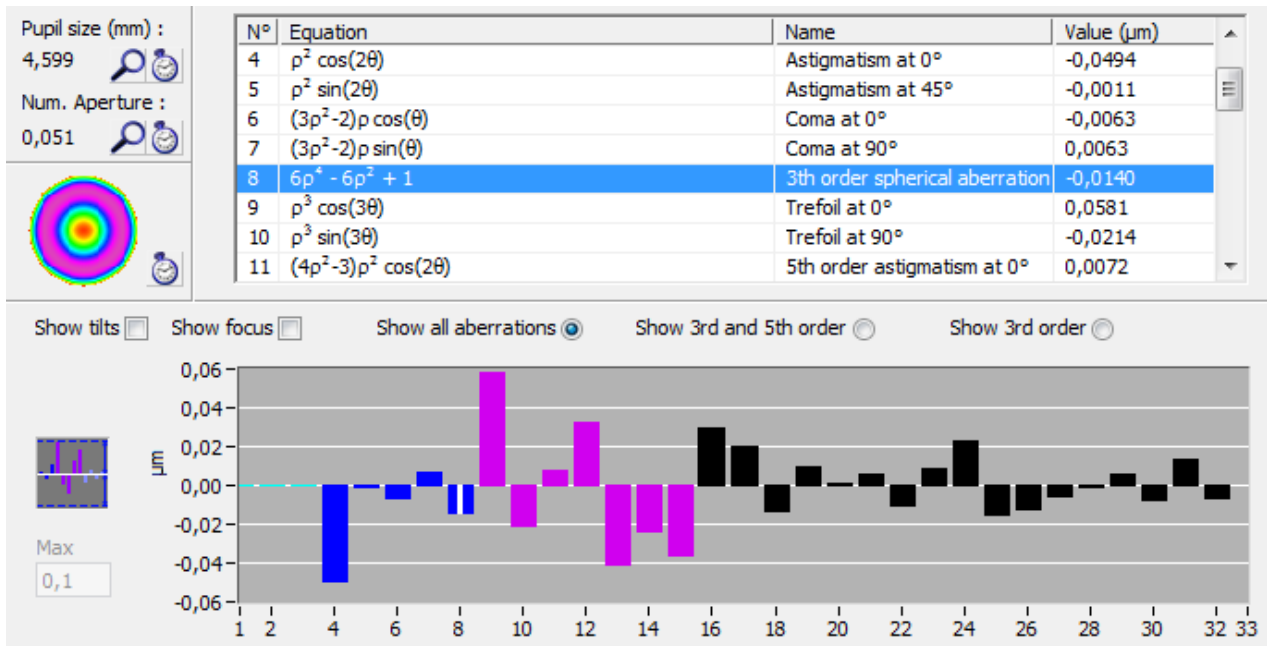 Pupil size (mm) :
4,599
Num. Aperture :
0,051
N° Equation Name Value (µm)
4 ρ² cos(2θ) Astigmatism at 0° -0,0494
5 ρ² sin(2θ) Astigmatism at 45° -0,0011
6 (3ρ²-2)ρ cos(θ) Coma at 0° -0,0063
7 (3ρ²-2)ρ sin(θ) Coma at 90° 0,0063
8 6ρ⁴ - 6ρ² + 1 3th order spherical aberration -0,0140
9 ρ³ cos(3θ) Trefoil at 0° 0,0581
10 ρ³ sin(3θ) Trefoil at 90° -0,0214
11 (4ρ²-3)ρ² cos(2θ) 5th order astigmatism at 0° 0,0072
Show tilts Show focus Show all aberrations Show 3rd and 5th order Show 3rd order
0,06
0,04
0,02
0,00
-0,02
-0,04
-0,06
µm
Max
0,1
1 2 4 6 8 10 12 14 16 18 20 22 24 26 28 30 32 33